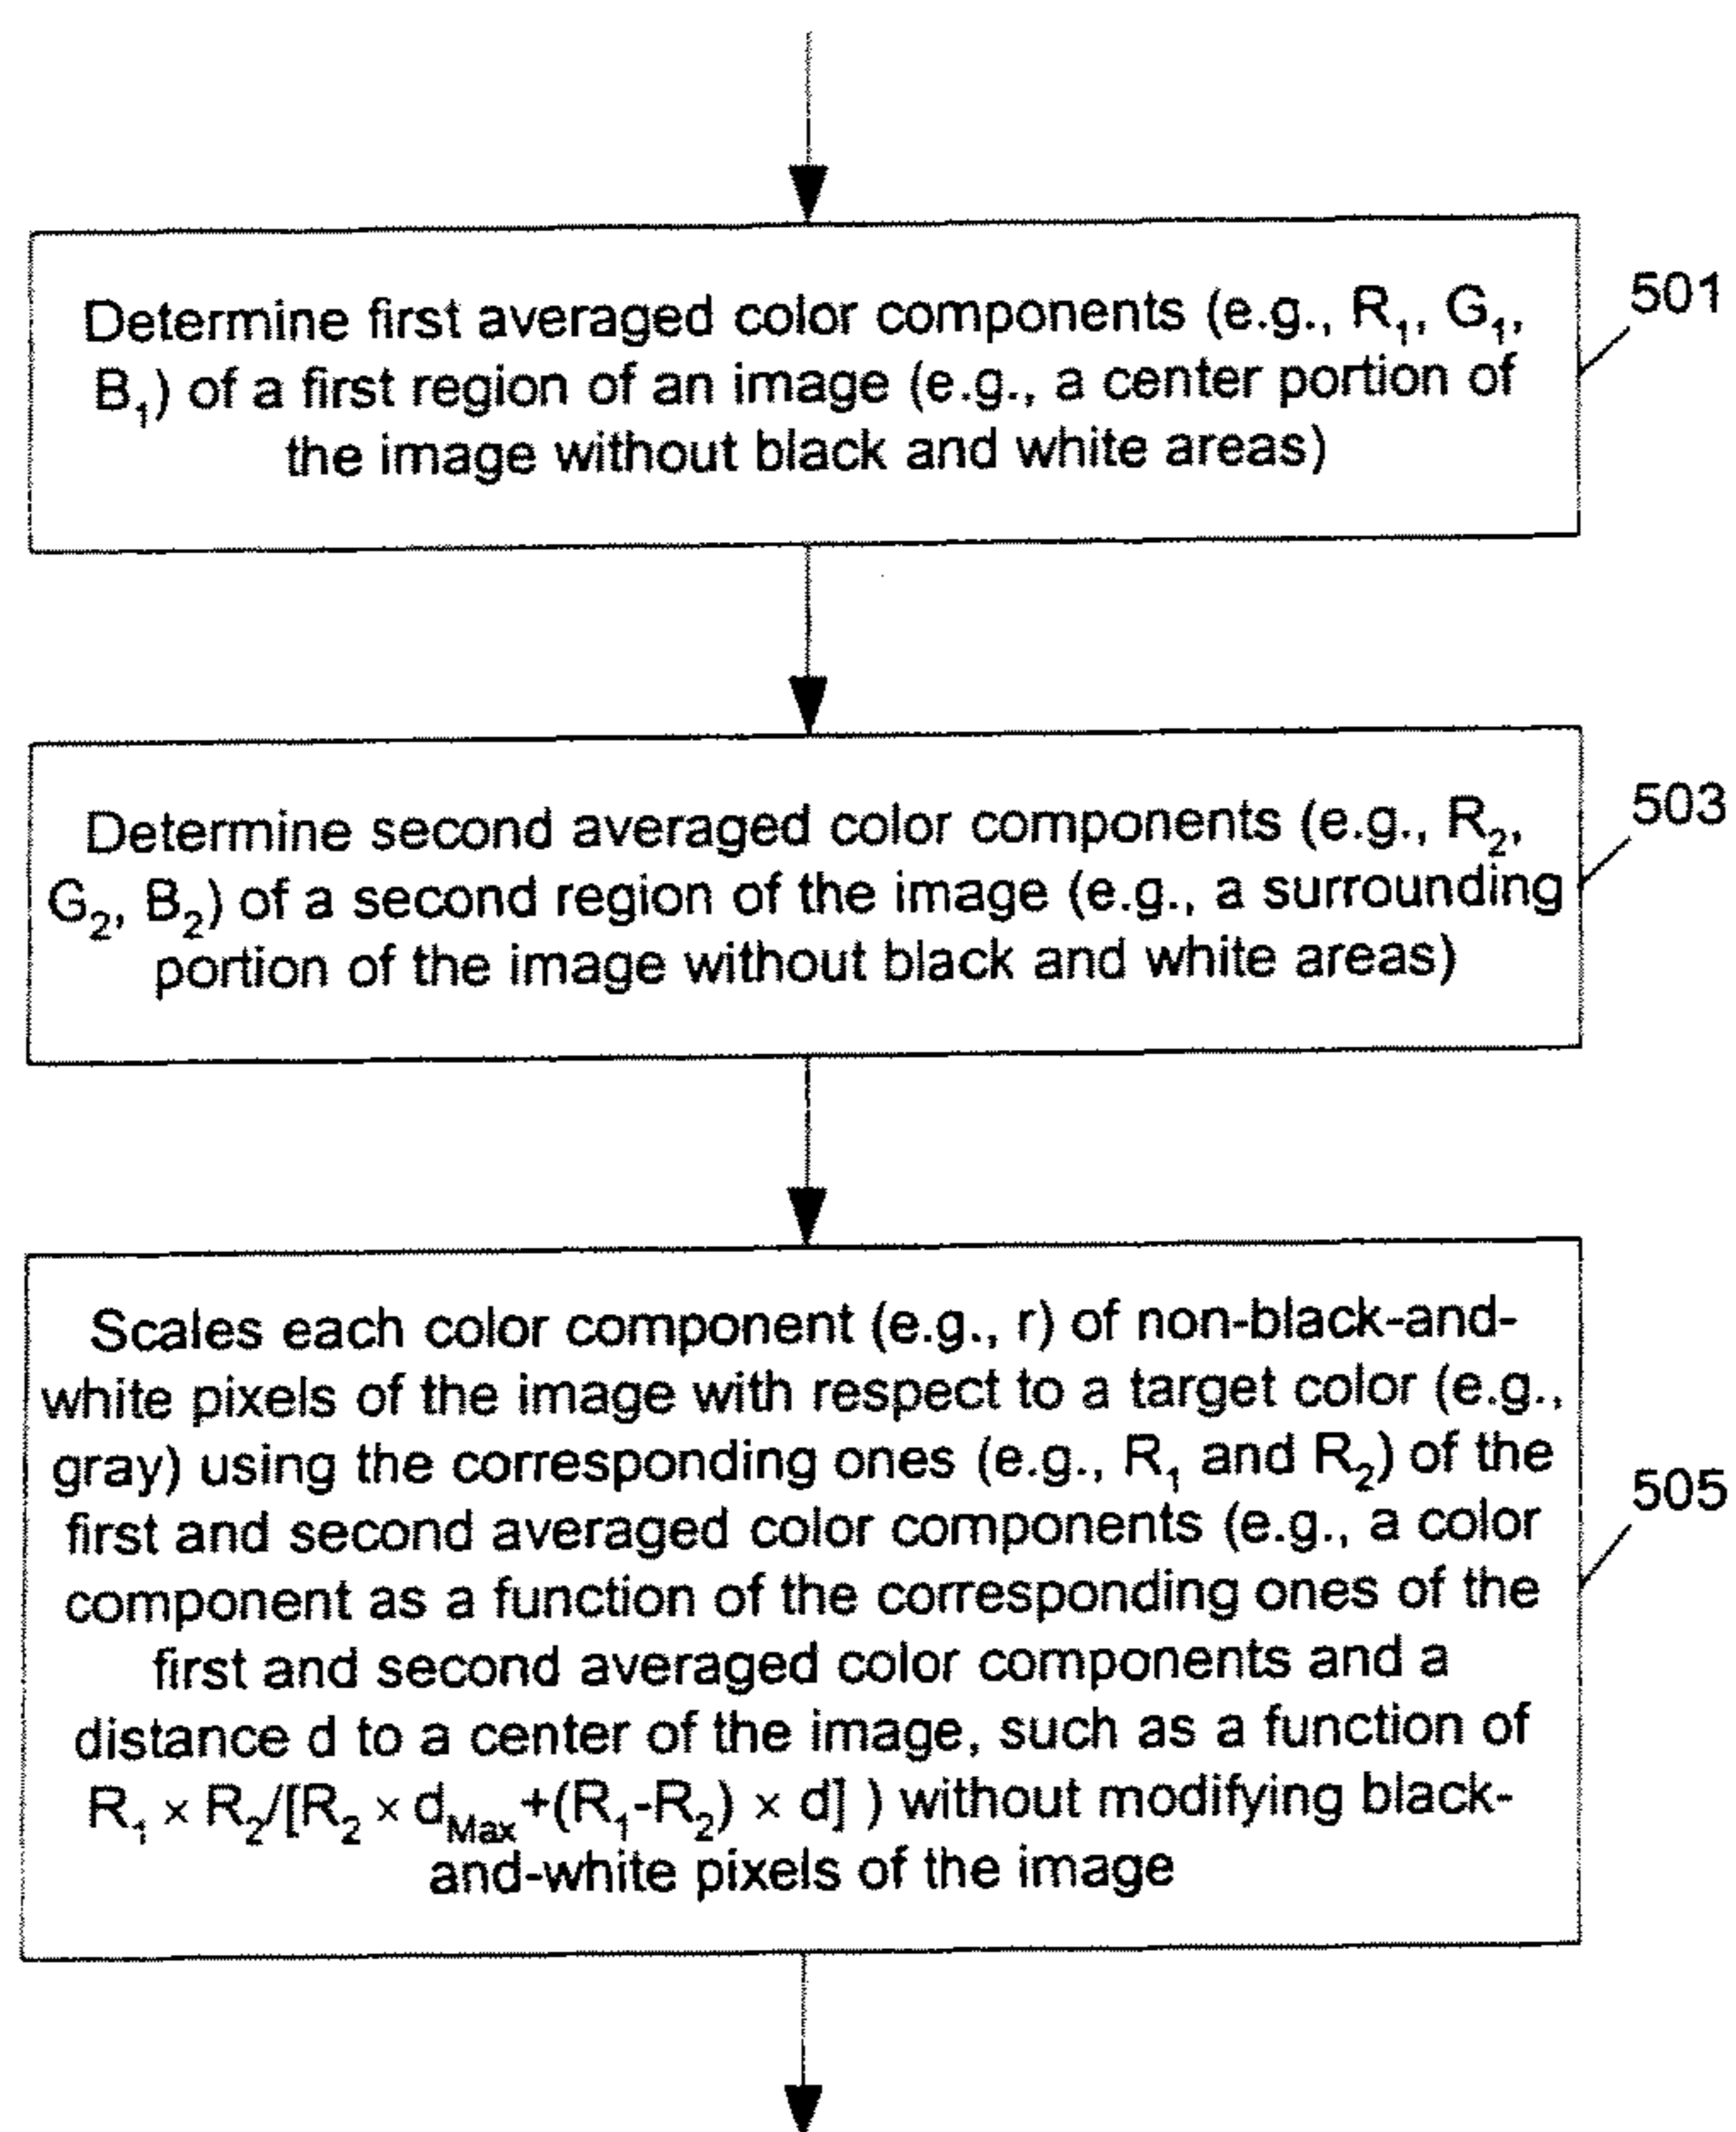 Determine first averaged color components (e.g., R₁, G₁,
B₁) of a first region of an image (e.g., a center portion of
the image without black and white areas)
501
Determine second averaged color components (e.g., R₂,
G₂, B₂) of a second region of the image (e.g., a surrounding
portion of the image without black and white areas)
503
Scales each color component (e.g., r) of non-black-and-
white pixels of the image with respect to a target color (e.g.,
gray) using the corresponding ones (e.g., R₁ and R₂) of the
first and second averaged color components (e.g., a color
component as a function of the corresponding ones of the
first and second averaged color components and a
distance d to a center of the image, such as a function of
R₁ × R₂/[R₂ × d_Max +(R₁-R₂) × d] ) without modifying black-
and-white pixels of the image
505